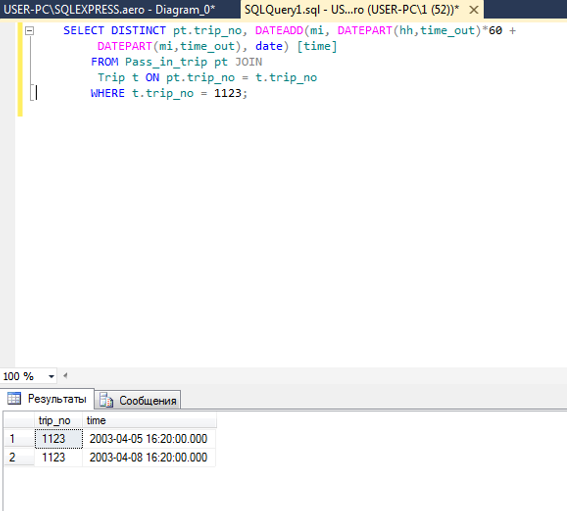 USER-PC\SQLEXPRESS.aero - Diagram_0* SQLQuery1.sql - US...ro (USER-PC\1 (52))*
SELECT DISTINCT pt.trip_no, DATEADD(mi, DATEPART(hh,time_out)*60 +
DATEPART(mi,time_out), date) [time]
FROM Pass_in_trip pt JOIN
Trip t ON pt.trip_no = t.trip_no
WHERE t.trip_no = 1123;
100 %
Результаты Сообщения
trip_no time
1 1123 2003-04-05 16:20:00.000
2 1123 2003-04-08 16:20:00.000